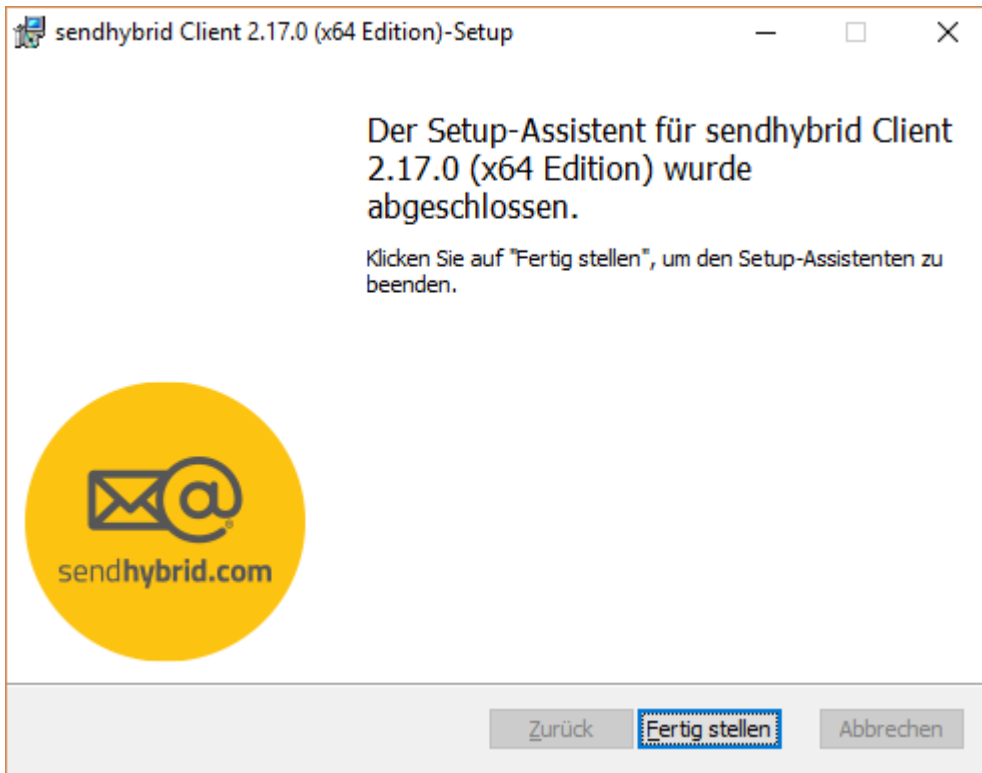 sendhybrid Client 2.17.0 (x64 Edition)-Setup
Der Setup-Assistent für sendhybrid Client
2.17.0 (x64 Edition) wurde
abgeschlossen.
Klicken Sie auf "Fertig stellen", um den Setup-Assistenten zu
beenden.
@
®
sendhybrid.com
Zurück
Fertig stellen
Abbrechen